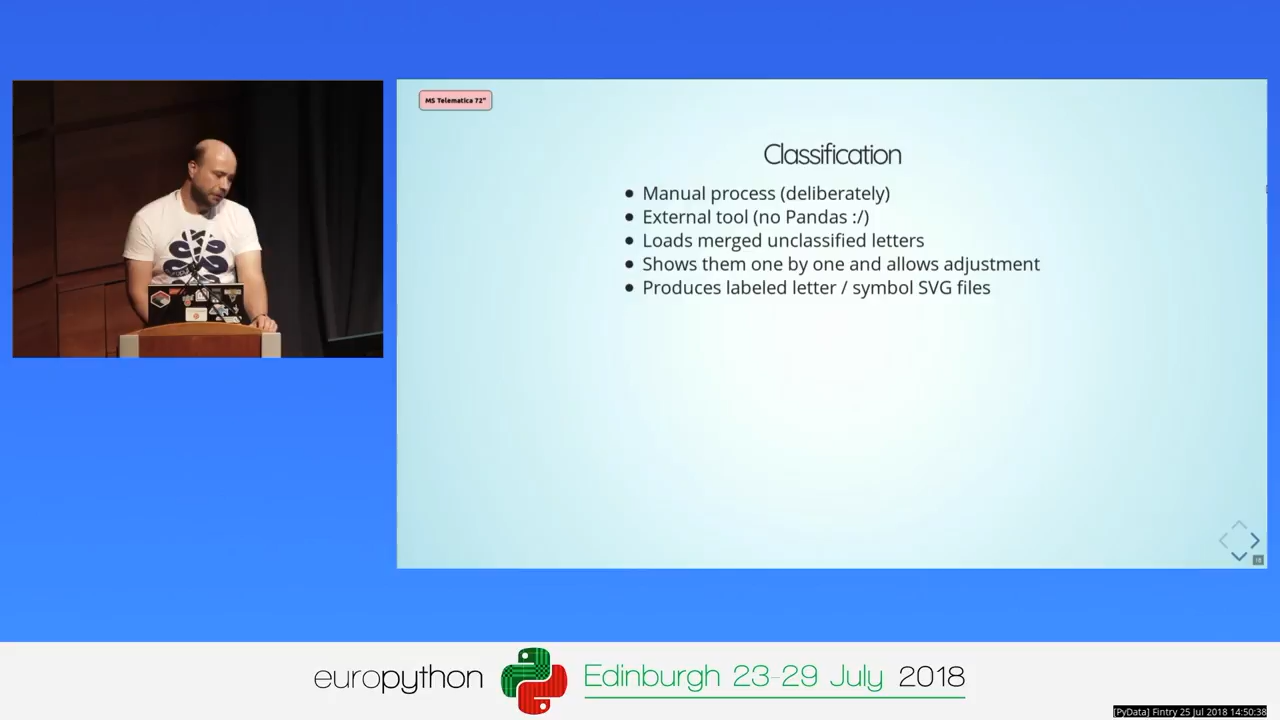 MS Telematica 72"
Classification
• Manual process (deliberately)
• External tool (no Pandas :/)
• Loads merged unclassified letters
• Shows them one by one and allows adjustment
• Produces labeled letter / symbol SVG files
europython Edinburgh 23-29 July 2018
[PyData] Fintry 25 Jul 2018 14:50:38